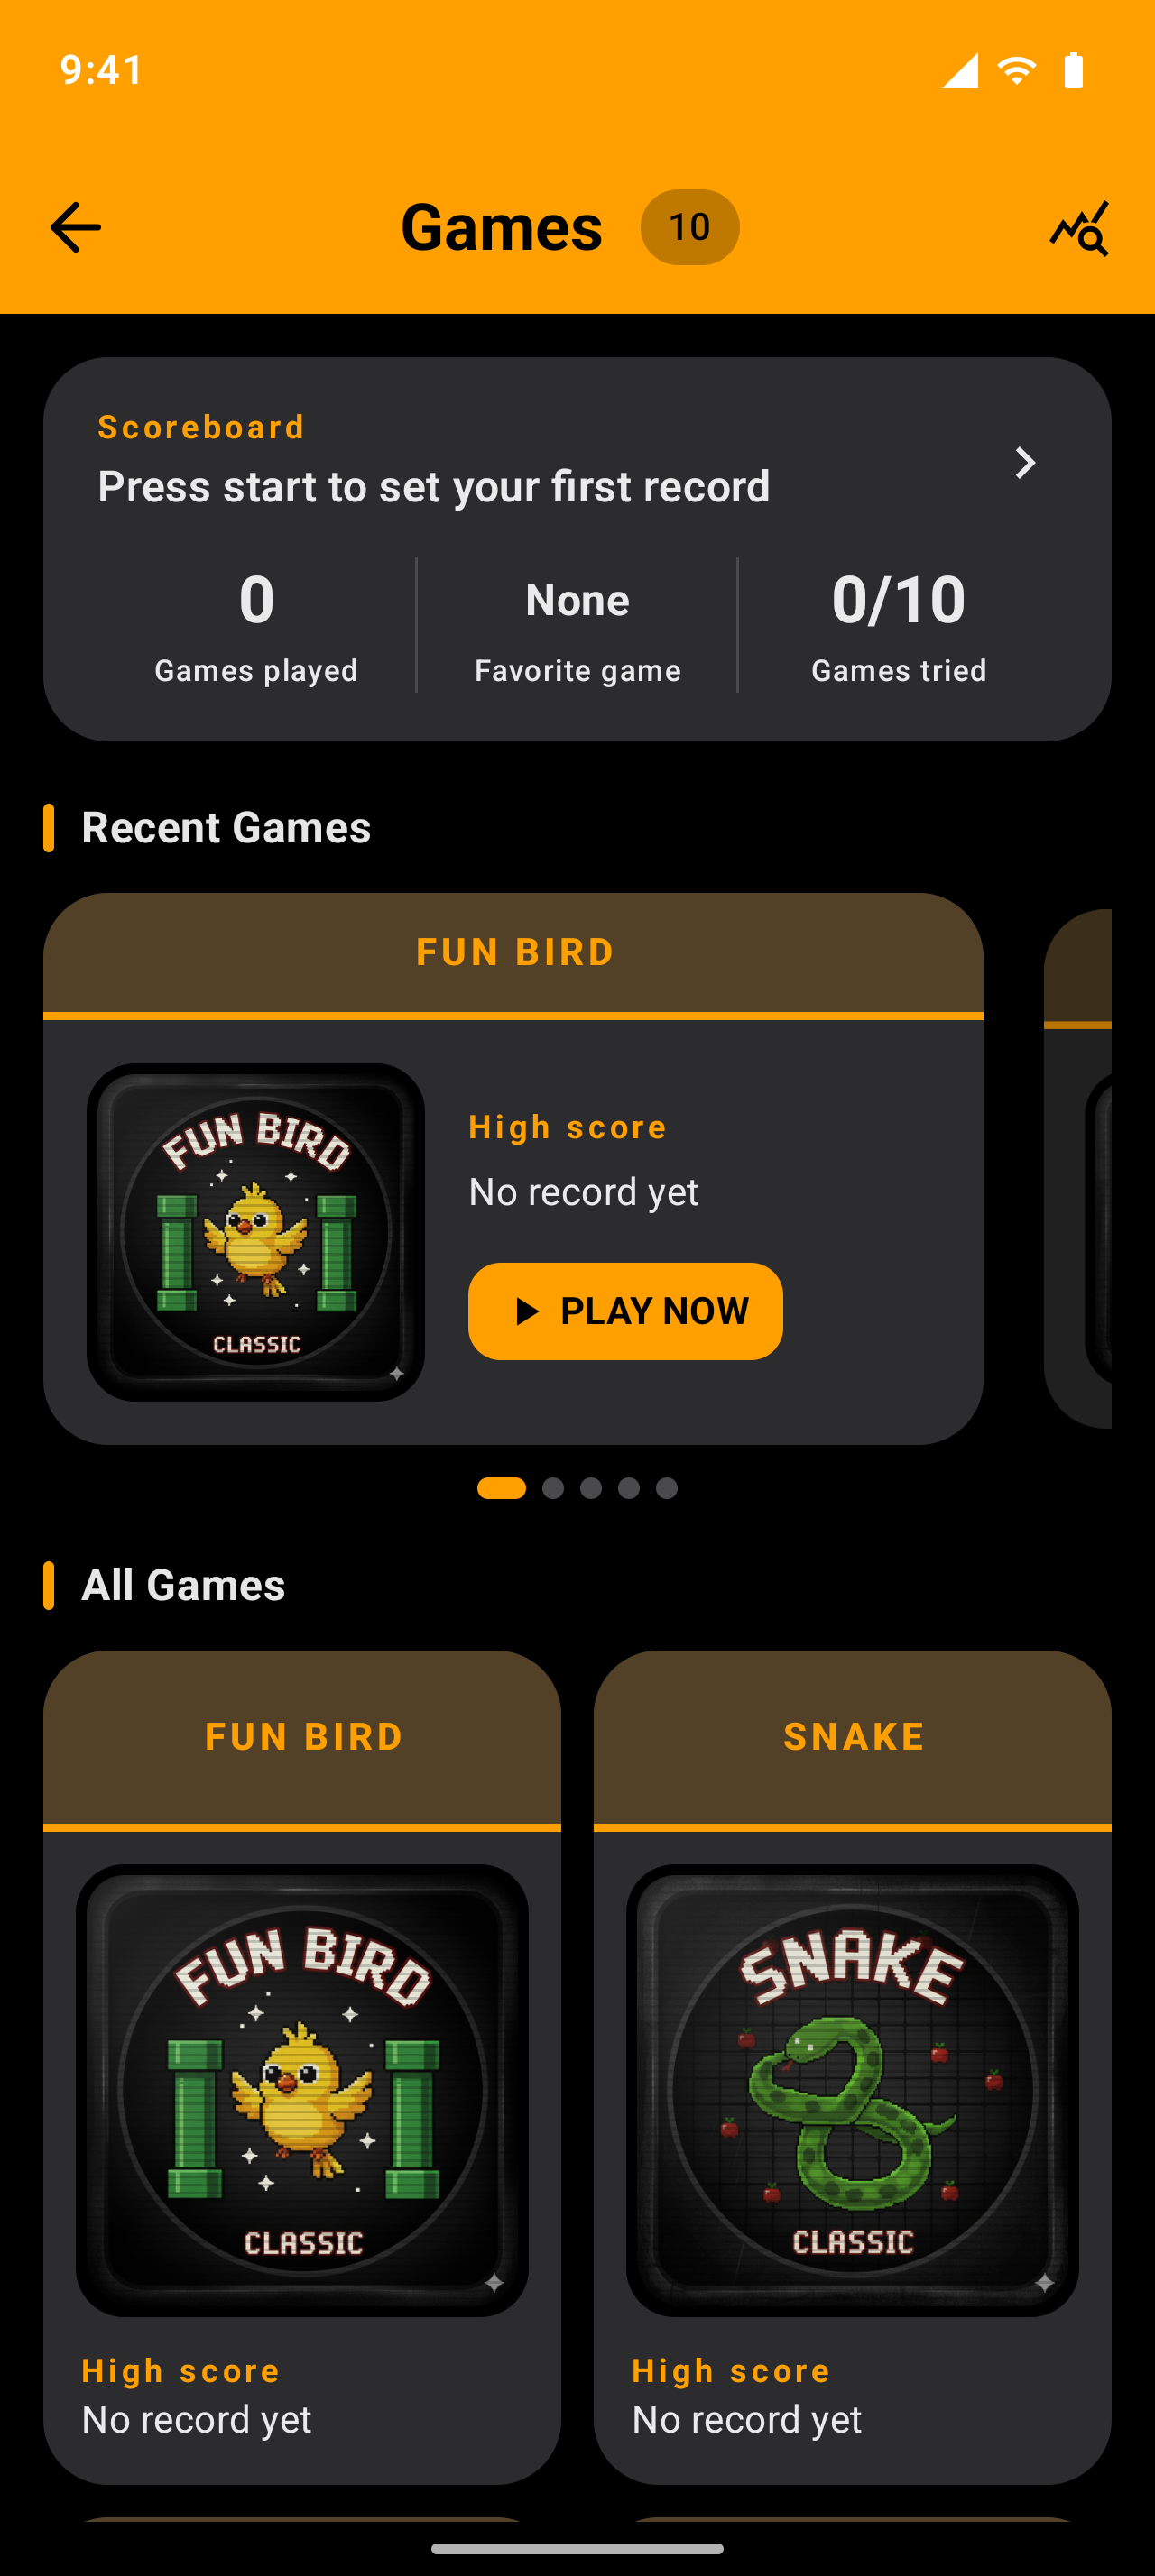 9:41
Games 10
Scoreboard
Press start to set your first record
0 None 0/10
Games played Favorite game Games tried
Recent Games
FUN BIRD
FUN BIRD
CLASSIC
High score
No record yet
PLAY NOW
All Games
FUN BIRD
FUN BIRD
CLASSIC
High score
No record yet
SNAKE
SNAKE
CLASSIC
High score
No record yet